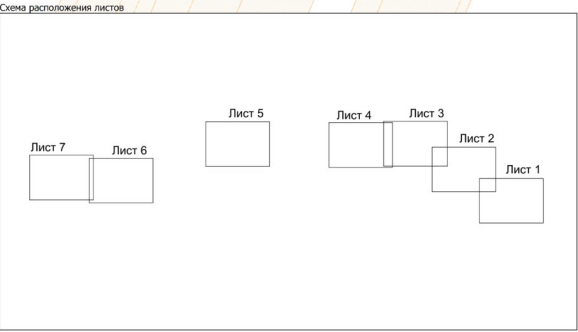 Схема расположения листов
Лист 5
Лист 4
Лист 3
Лист 2
Лист 7
Лист 6
Лист 1